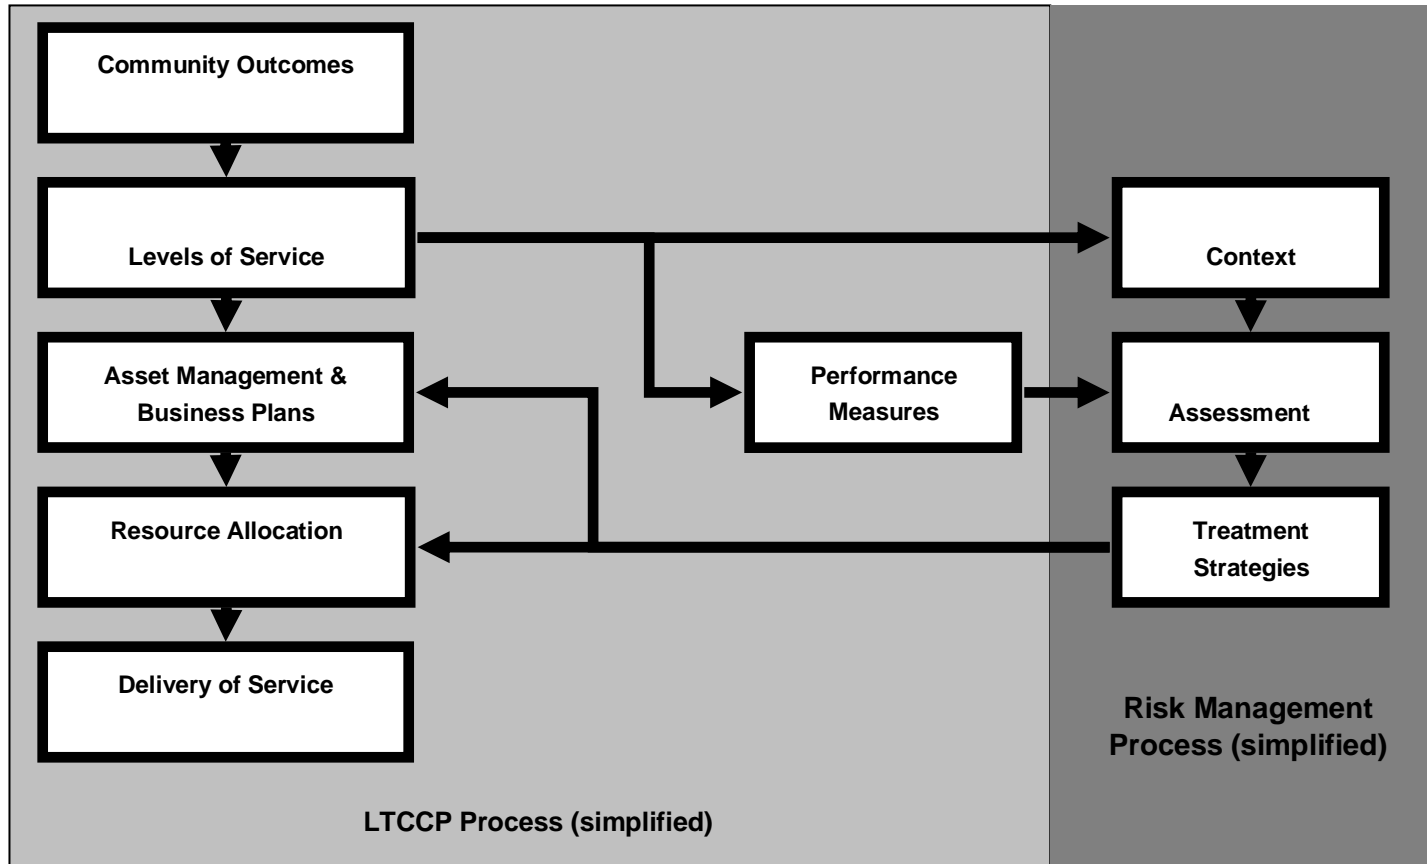 Community Outcomes
Levels of Service
Context
Asset Management &
Business Plans
Performance
Measures
Assessment
Resource Allocation
Treatment
Strategies
Delivery of Service
Risk Management
Process (simplified)
LTCCP Process (simplified)